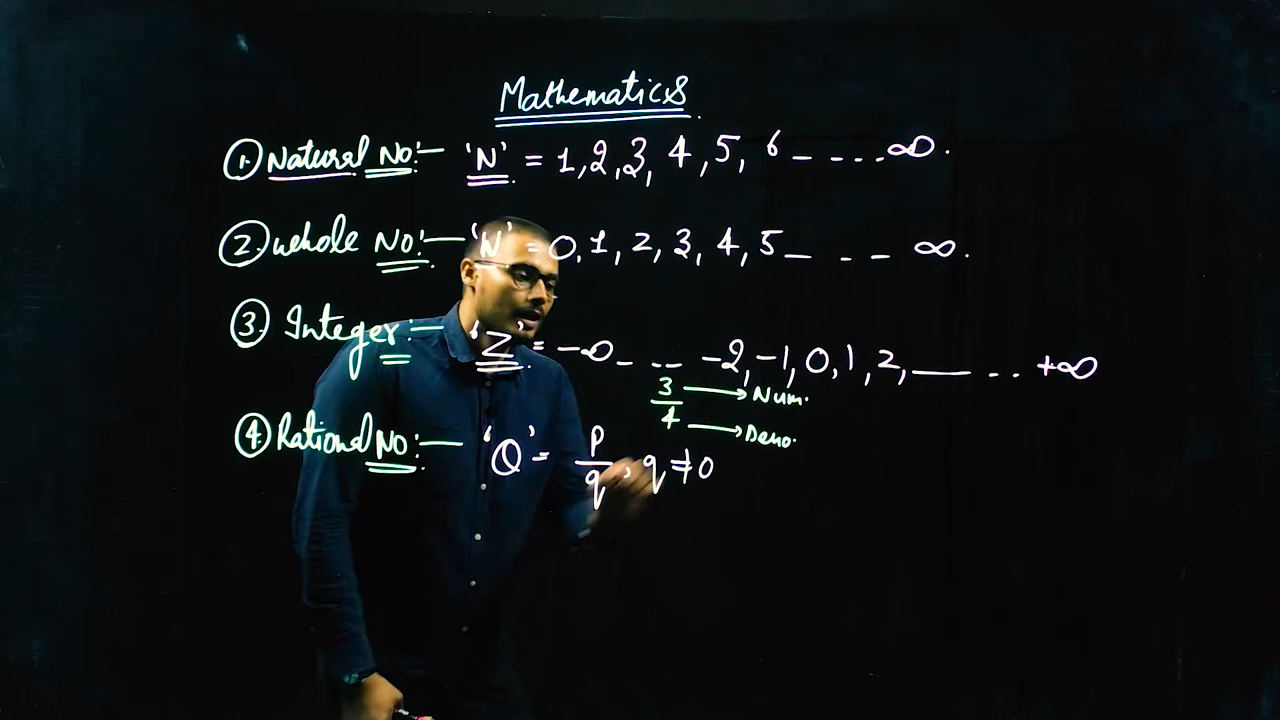 Mathematics
1. Natural No:- 'N' = 1, 2, 3, 4, 5, 6 - - ... ∞.
2. Whole No:- 'W' = 0, 1, 2, 3, 4, 5 - - - ∞.
3. Integer:- 'Z' = -∞ - - - -2, -1, 0, 1, 2, — .. +∞
3/4 → Num.
→ Deno.
4. Rational No:- 'Q' = p/q, q ≠ 0